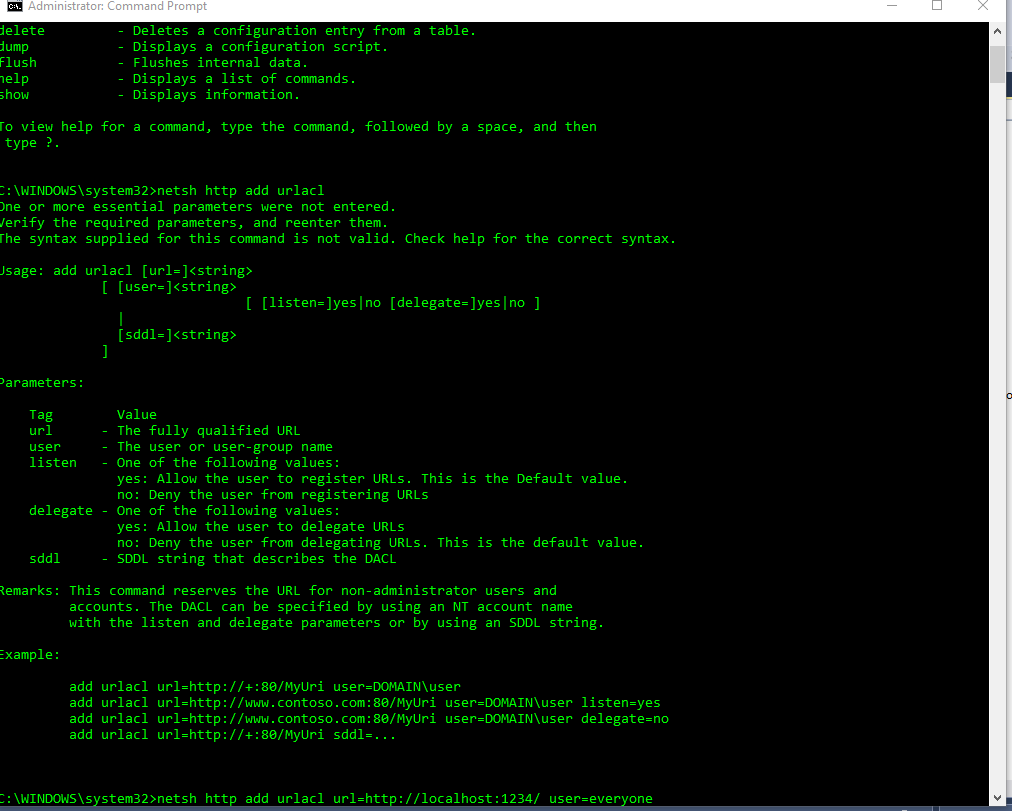 Administrator: Command Prompt
delete - Deletes a configuration entry from a table.
dump - Displays a configuration script.
flush - Flushes internal data.
help - Displays a list of commands.
show - Displays information.
To view help for a command, type the command, followed by a space, and then
type ?.
C:\WINDOWS\system32>netsh http add urlacl
One or more essential parameters were not entered.
Verify the required parameters, and reenter them.
The syntax supplied for this command is not valid. Check help for the correct syntax.
Usage: add urlacl [url=]<string>
[ [user=]<string>
[ [listen=]yes|no [delegate=]yes|no ]
|
[sddl=]<string>
]
Parameters:
Tag Value
url - The fully qualified URL
user - The user or user-group name
listen - One of the following values:
yes: Allow the user to register URLs. This is the Default value.
no: Deny the user from registering URLs
delegate - One of the following values:
yes: Allow the user to delegate URLs
no: Deny the user from delegating URLs. This is the default value.
sddl - SDDL string that describes the DACL
Remarks: This command reserves the URL for non-administrator users and
accounts. The DACL can be specified by using an NT account name
with the listen and delegate parameters or by using an SDDL string.
Example:
add urlacl url=http://+:80/MyUri user=DOMAIN\user
add urlacl url=http://www.contoso.com:80/MyUri user=DOMAIN\user listen=yes
add urlacl url=http://www.contoso.com:80/MyUri user=DOMAIN\user delegate=no
add urlacl url=http://+:80/MyUri sddl=...
C:\WINDOWS\system32>netsh http add urlacl url=http://localhost:1234/ user=everyone